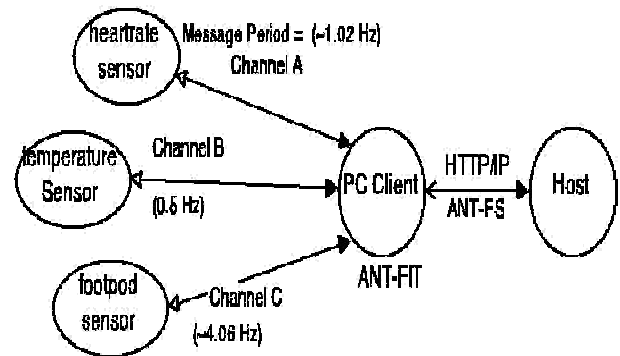 heartrate
sensor
Message Period = (~1.02 Hz)
Channel A
temperature
Sensor
Channel B
(0.5 Hz)
PC Client
HTTP/IP
ANT-FS
Host
ANT-FIT
footpod
sensor
Channel C
(~4.06 Hz)